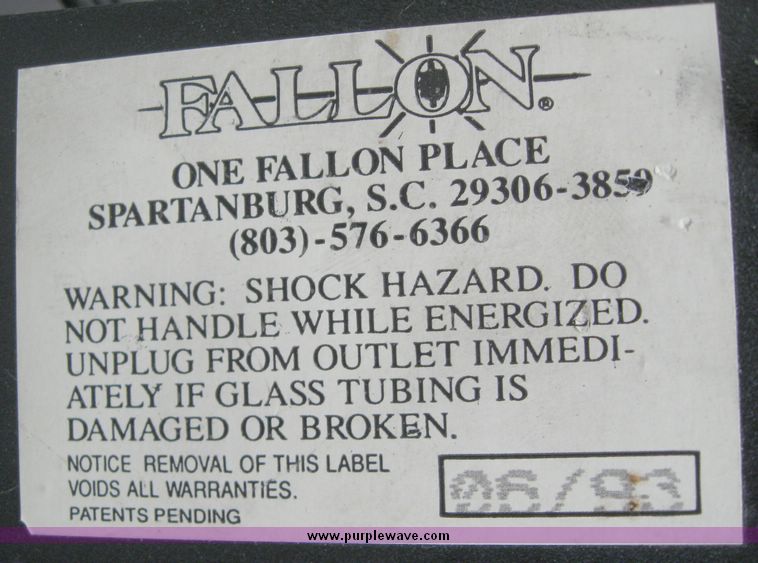 FALLON®
ONE FALLON PLACE
SPARTANBURG, S.C. 29306-3859
(803)-576-6366
WARNING: SHOCK HAZARD. DO
NOT HANDLE WHILE ENERGIZED.
UNPLUG FROM OUTLET IMMEDI-
ATELY IF GLASS TUBING IS
DAMAGED OR BROKEN.
NOTICE REMOVAL OF THIS LABEL
VOIDS ALL WARRANTIES.
PATENTS PENDING
06/93
www.purplewave.com